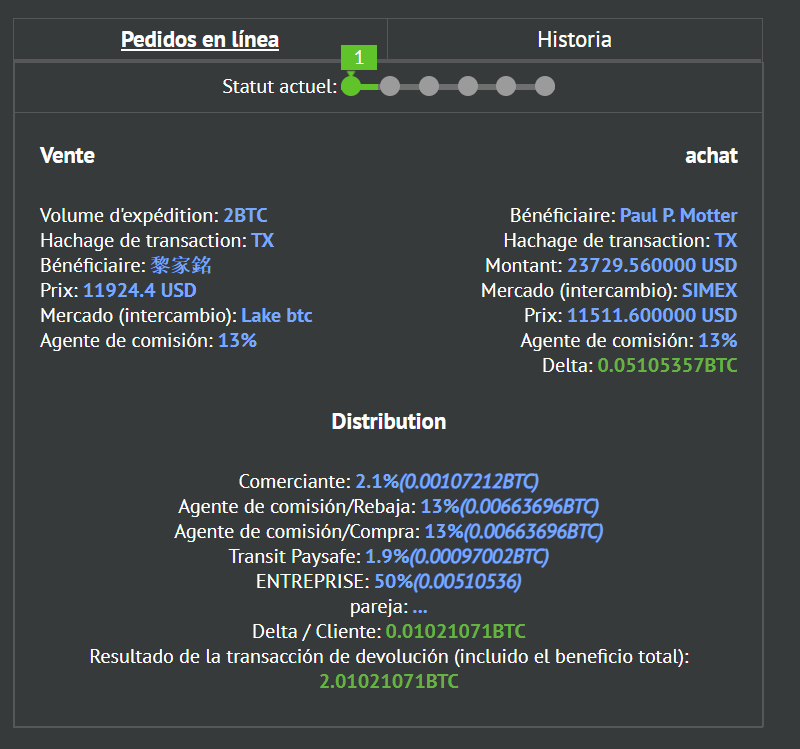 Pedidos en línea
Historia
1
Statut actuel:
Vente
Volume d'expédition: 2BTC
Hachage de transaction: TX
Bénéficiaire: 黎家銘
Prix: 11924.4 USD
Mercado (intercambio): Lake btc
Agente de comisión: 13%
achat
Bénéficiaire: Paul P. Motter
Hachage de transaction: TX
Montant: 23729.560000 USD
Mercado (intercambio): SIMEX
Prix: 11511.600000 USD
Agente de comisión: 13%
Delta: 0.05105357BTC
Distribution
Comerciante: 2.1%(0.00107212BTC)
Agente de comisión/Rebaja: 13%(0.00663696BTC)
Agente de comisión/Compra: 13%(0.00663696BTC)
Transit Paysafe: 1.9%(0.00097002BTC)
ENTREPRISE: 50%(0.00510536)
pareja: ...
Delta / Cliente: 0.01021071BTC
Resultado de la transacción de devolución (incluido el beneficio total):
2.01021071BTC